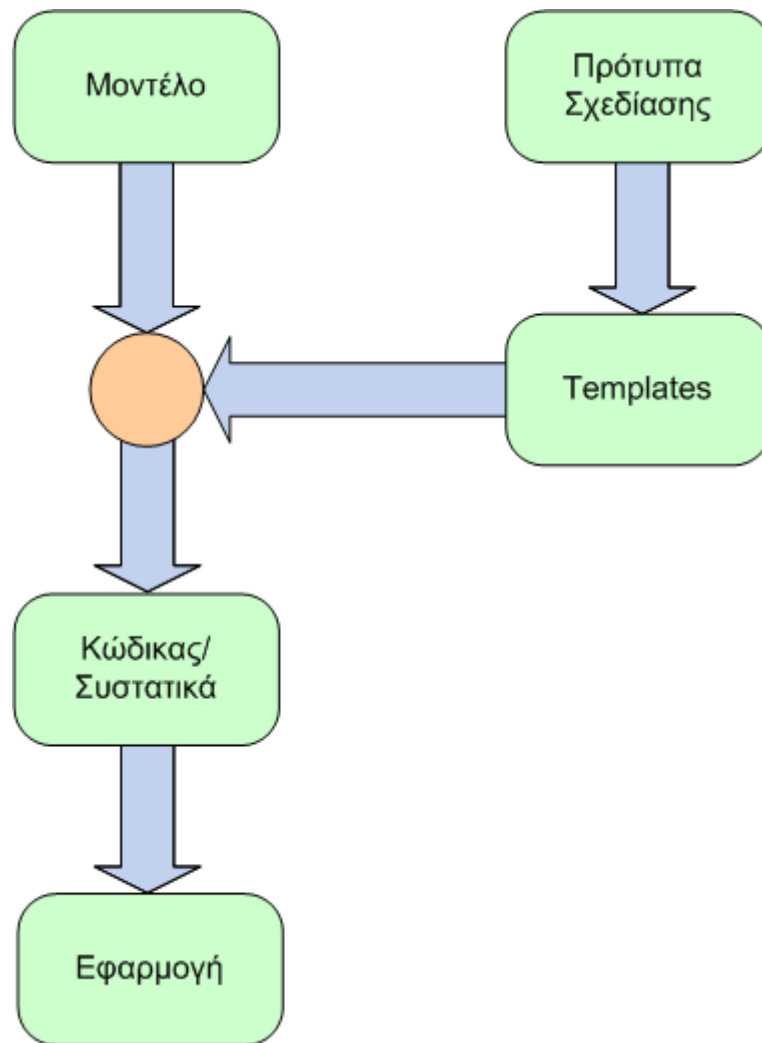 Μοντέλο
Πρότυπα
Σχεδίασης
Templates
Κώδικας/
Συστατικά
Εφαρμογή